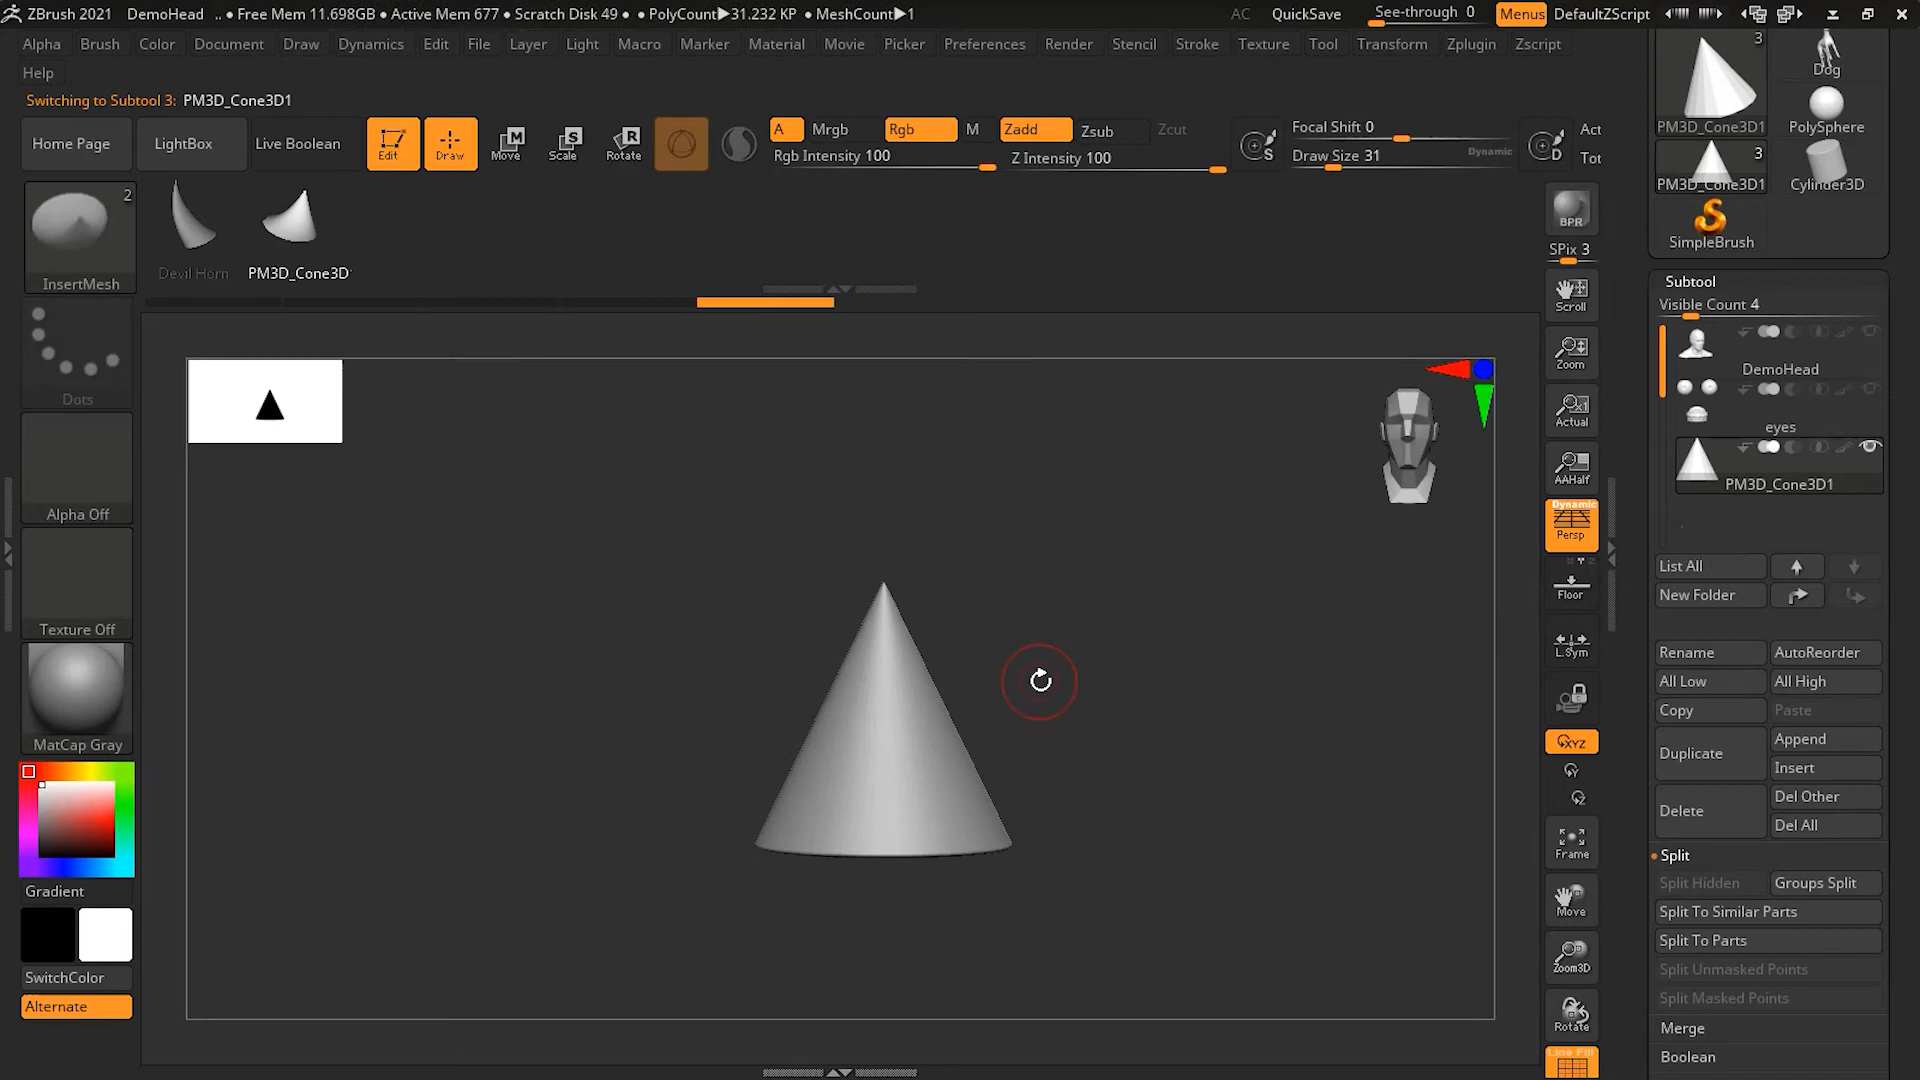 ZBrush 2021 DemoHead .. • Free Mem 11.698GB • Active Mem 677 • Scratch Disk 49 • • PolyCount▶31.232 KP • MeshCount▶1 AC QuickSave See-through 0 Menus DefaultZScript
Alpha Brush Color Document Draw Dynamics Edit File Layer Light Macro Marker Material Movie Picker Preferences Render Stencil Stroke Texture Tool Transform Zplugin Zscript
Help
Switching to Subtool 3: PM3D_Cone3D1
Home Page LightBox Live Boolean Edit Draw Move Scale Rotate
M S R
A Mrgb Rgb M Zadd Zsub Zcut
Rgb Intensity 100 Z Intensity 100
S Focal Shift 0 D Act
Draw Size 31 Dynamic Tot
2
InsertMesh
Devil Horn PM3D_Cone3D
Dots
Alpha Off
Texture Off
MatCap Gray
Gradient
SwitchColor
Alternate
BPR
SPix 3
Scroll
Zoom
Actual
AAHalf
Dynamic
Persp
Floor
L.Sym
XYZ
Y
Z
Frame
Move
Zoom3D
Rotate
Line Fill
3
PM3D_Cone3D1 Dog
PolySphere
3
PM3D_Cone3D1 Cylinder3D
SimpleBrush
Subtool
Visible Count 4
DemoHead
eyes
PM3D_Cone3D1
List All
New Folder
Rename AutoReorder
All Low All High
Copy Paste
Duplicate Append
Insert
Delete Del Other
Del All
Split
Split Hidden Groups Split
Split To Similar Parts
Split To Parts
Split Unmasked Points
Split Masked Points
Merge
Boolean